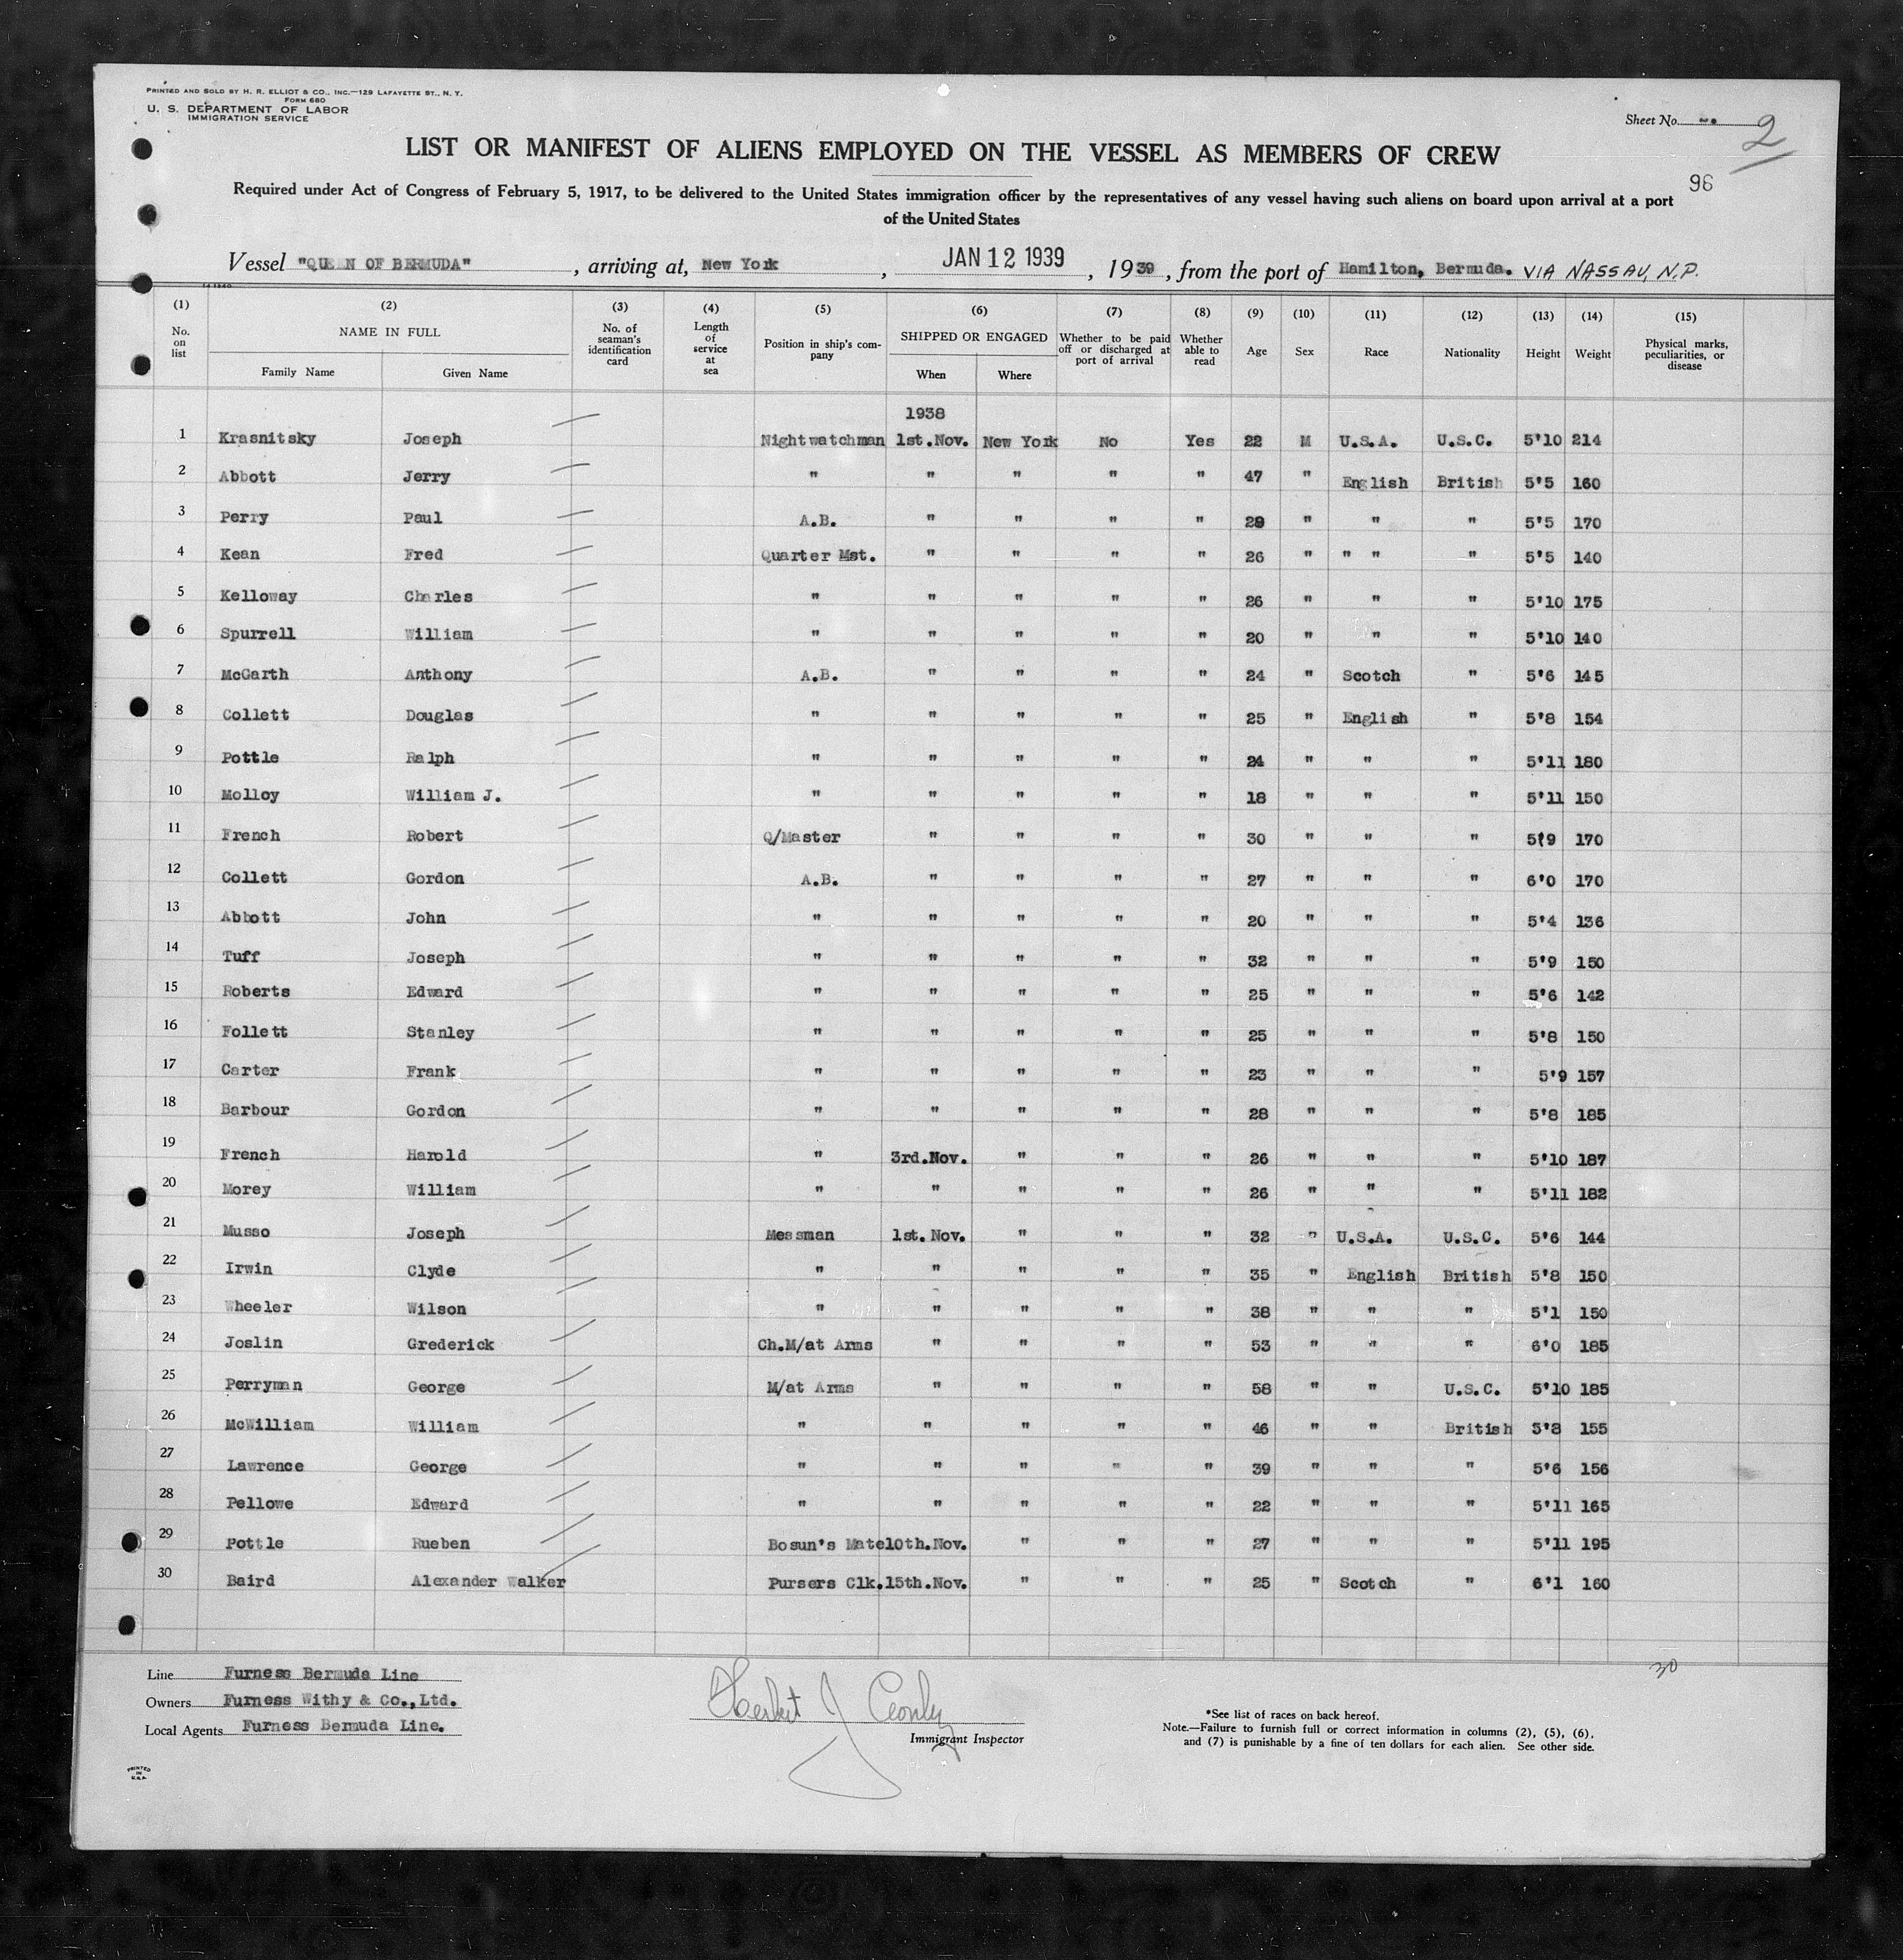 PRINTED AND SOLD BY H. R. ELLIOT & CO., INC.—129 LAFAYETTE ST., N. Y.
FORM 680
U. S. DEPARTMENT OF LABOR
IMMIGRATION SERVICE
Sheet No. 2
LIST OR MANIFEST OF ALIENS EMPLOYED ON THE VESSEL AS MEMBERS OF CREW
96
Required under Act of Congress of February 5, 1917, to be delivered to the United States immigration officer by the representatives of any vessel having such aliens on board upon arrival at a port
of the United States
Vessel "QUEEN OF BERMUDA", arriving at, New York, JAN 12 1939, 1939, from the port of Hamilton, Bermuda. VIA NASSAU, N.P.
(1) (2) (3) (4) (5) (6) (7) (8) (9) (10) (11) (12) (13) (14) (15)
No. on list NAME IN FULL Family Name Given Name No. of seaman's identification card Length of service at sea Position in ship's company SHIPPED OR ENGAGED When Where Whether to be paid off or discharged at port of arrival Whether able to read Age Sex Race Nationality Height Weight Physical marks, peculiarities, or disease
1938
1 Krasnitsky Joseph Nightwatchman 1st.Nov. New York No Yes 22 M U.S.A. U.S.C. 5'10 214
2 Abbott Jerry " " " " " 47 " English British 5'5 160
3 Perry Paul A.B. " " " " 29 " " " 5'5 170
4 Kean Fred Quarter Mst. " " " " 26 " " " " 5'5 140
5 Kelloway Charles " " " " " 26 " " " 5'10 175
6 Spurrell William " " " " " 20 " " " 5'10 140
7 McGarth Anthony A.B. " " " " 24 " Scotch " 5'6 145
8 Collett Douglas " " " " " 25 " English " 5'8 154
9 Pottle Ralph " " " " " 24 " " " 5'11 180
10 Molloy William J. " " " " " 18 " " " 5'11 150
11 French Robert Q/Master " " " " 30 " " " 5'9 170
12 Collett Gordon A.B. " " " " 27 " " " 6'0 170
13 Abbott John " " " " " 20 " " " 5'4 136
14 Tuff Joseph " " " " " 32 " " " 5'9 150
15 Roberts Edward " " " " " 25 " " " 5'6 142
16 Follett Stanley " " " " " 25 " " " 5'8 150
17 Carter Frank " " " " " 23 " " " 5'9 157
18 Barbour Gordon " " " " " 28 " " " 5'8 185
19 French Harold " 3rd.Nov. " " " 26 " " " 5'10 187
20 Morey William " " " " " 26 " " " 5'11 182
21 Musso Joseph Messman 1st.Nov. " " " 32 " U.S.A. U.S.C. 5'6 144
22 Irwin Clyde " " " " " 35 " English British 5'8 150
23 Wheeler Wilson " " " " " 38 " " " 5'1 150
24 Joslin Grederick Ch.M/at Arms " " " " 53 " " " 6'0 185
25 Perryman George M/at Arms " " " " 58 " " U.S.C. 5'10 185
26 McWilliam William " " " " " 46 " " British 5'8 155
27 Lawrence George " " " " " 39 " " " 5'6 156
28 Pellowe Edward " " " " " 22 " " " 5'11 165
29 Pottle Rueben Bosun's Mate 10th.Nov. " " " 27 " " " 5'11 195
30 Baird Alexander Walker Pursers Clk. 15th.Nov. " " " 25 " Scotch " 6'1 160
30
Line Furness Bermuda Line
Owners Furness Withy & Co.,Ltd.
Local Agents Furness Bermuda Line.
Immigrant Inspector
*See list of races on back hereof.
Note.—Failure to furnish full or correct information in columns (2), (5), (6),
and (7) is punishable by a fine of ten dollars for each alien. See other side.
PRINTED
IN
U.S.A.